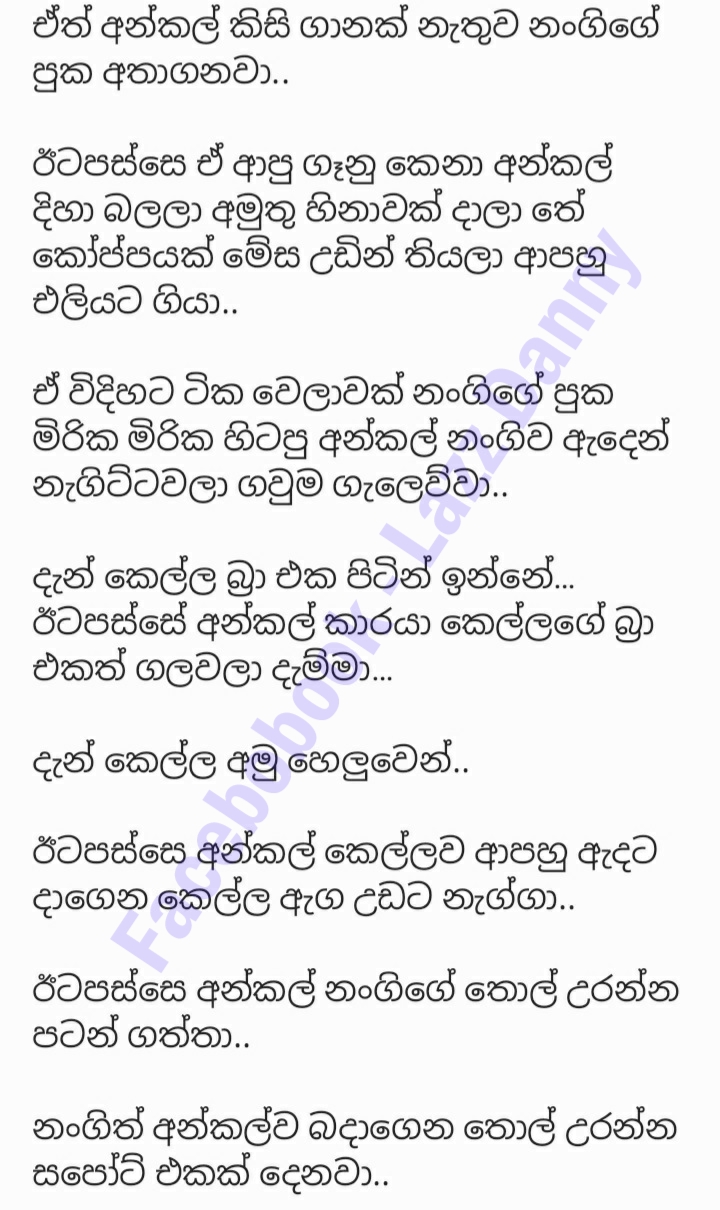 ඒත් අන්කල් කිසි ගානක් නැතුව නංගිගේ
පුක අතාගනවා..
ඊටපස්සෙ ඒ ආපු ගෑනු කෙනා අන්කල්
දිහා බලලා අමුතු හිනාවක් දාලා තේ
කෝප්පයක් මේස උඩින් තියලා ආපහු
එලියට ගියා..
ඒ විදිහට ටික වෙලාවක් නංගිගේ පුක
මිරික මිරික හිටපු අන්කල් නංගිව ඇදෙන්
නැගිට්ටවලා ගවුම ගැලෙව්වා..
දැන් කෙල්ල බ්‍රා එක පිටින් ඉන්නේ...
ඊටපස්සේ අන්කල් කාරයා කෙල්ලගේ බ්‍රා
එකත් ගලවලා දැම්මා...
දැන් කෙල්ල අමු හෙලුවෙන්..
ඊටපස්සෙ අන්කල් කෙල්ලව ආපහු ඇදට
දාගෙන කෙල්ල ඇග උඩට නැග්ගා..
ඊටපස්සෙ අන්කල් නංගිගේ තොල් උරන්න
පටන් ගත්තා..
නංගිත් අන්කල්ව බදාගෙන තොල් උරන්න
සපෝට් එකක් දෙනවා..
Facebobook - Lazz Danny